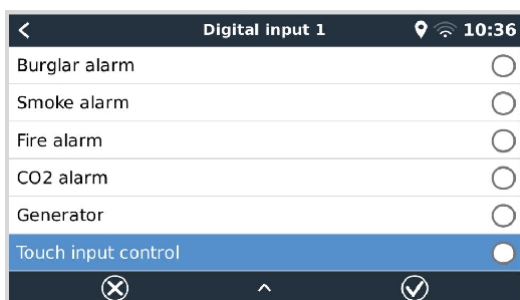 Digital input 1 10:36
Burglar alarm
Smoke alarm
Fire alarm
CO2 alarm
Generator
Touch input control